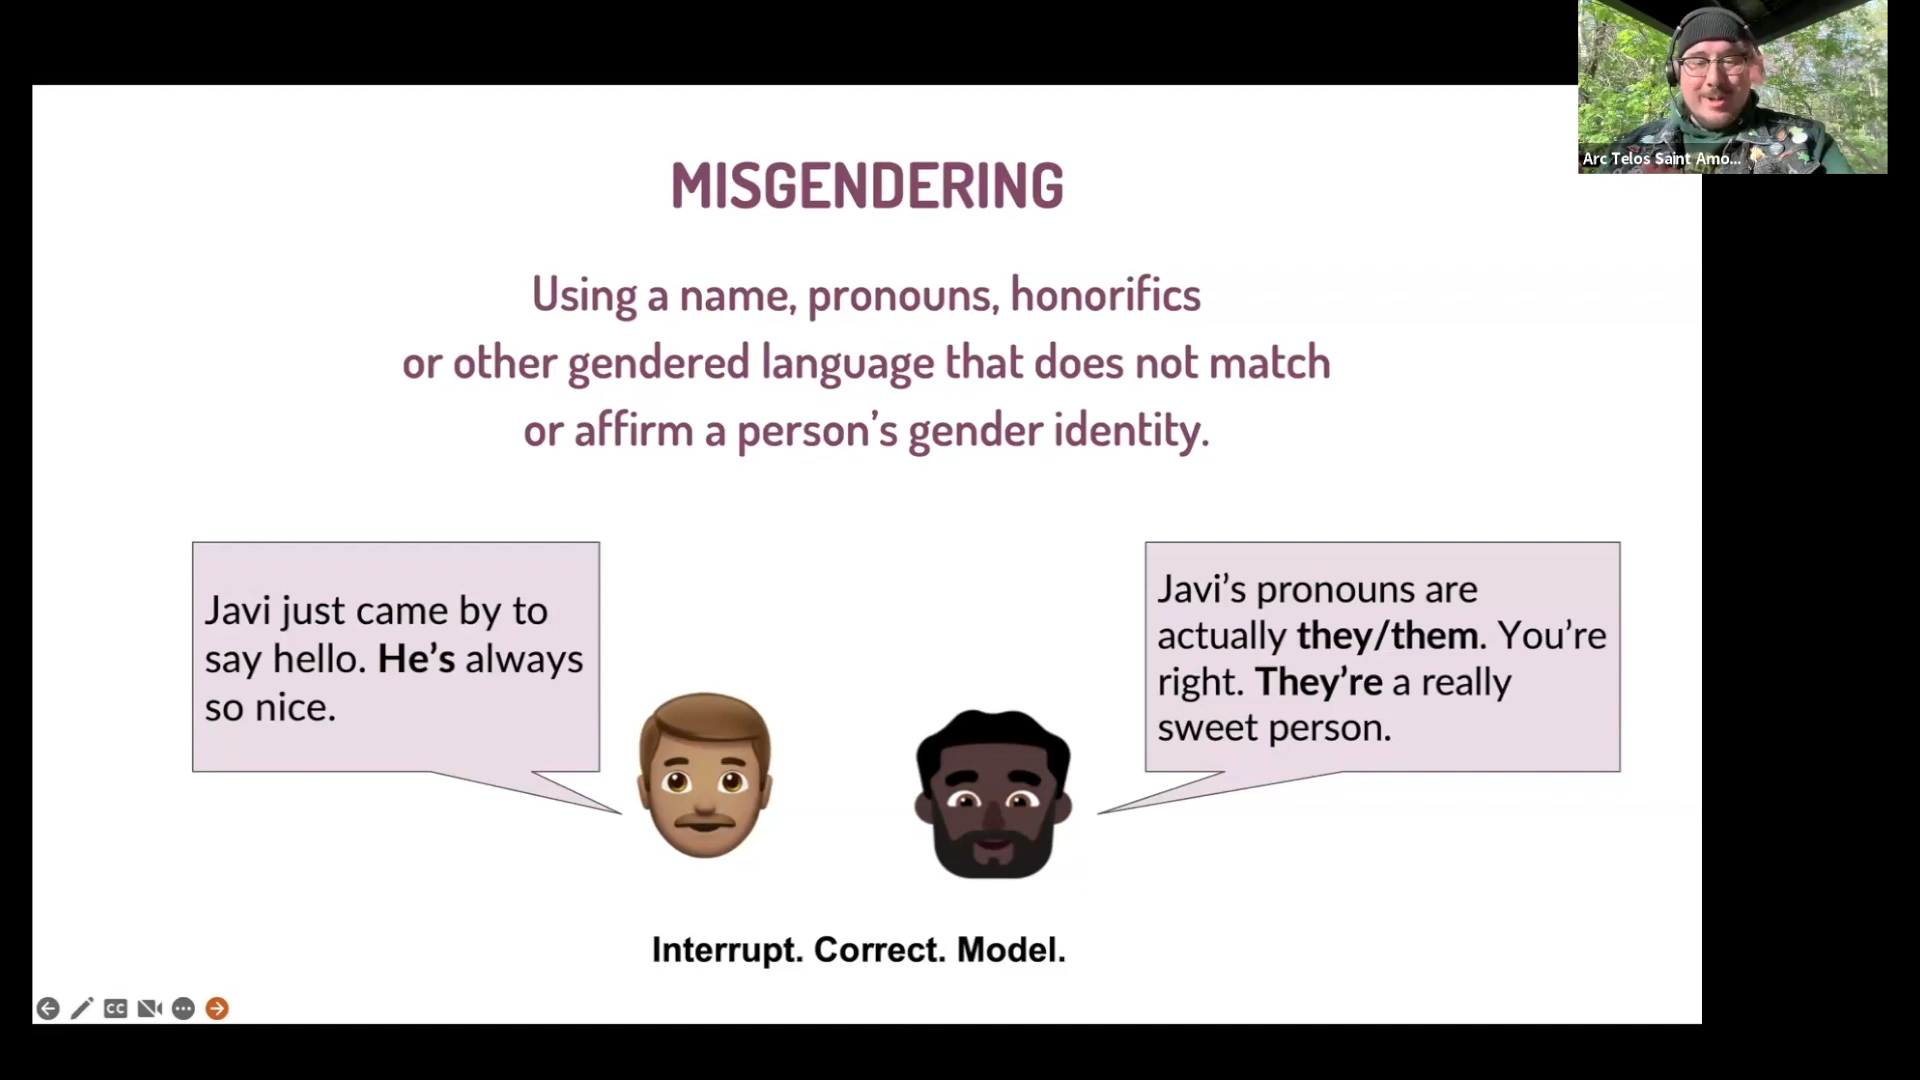 Arc Telos Saint Amo...
MISGENDERING
Using a name, pronouns, honorifics
or other gendered language that does not match
or affirm a person’s gender identity.
Javi just came by to
say hello. He’s always
so nice.
Javi’s pronouns are
actually they/them. You’re
right. They’re a really
sweet person.
Interrupt. Correct. Model.
CC